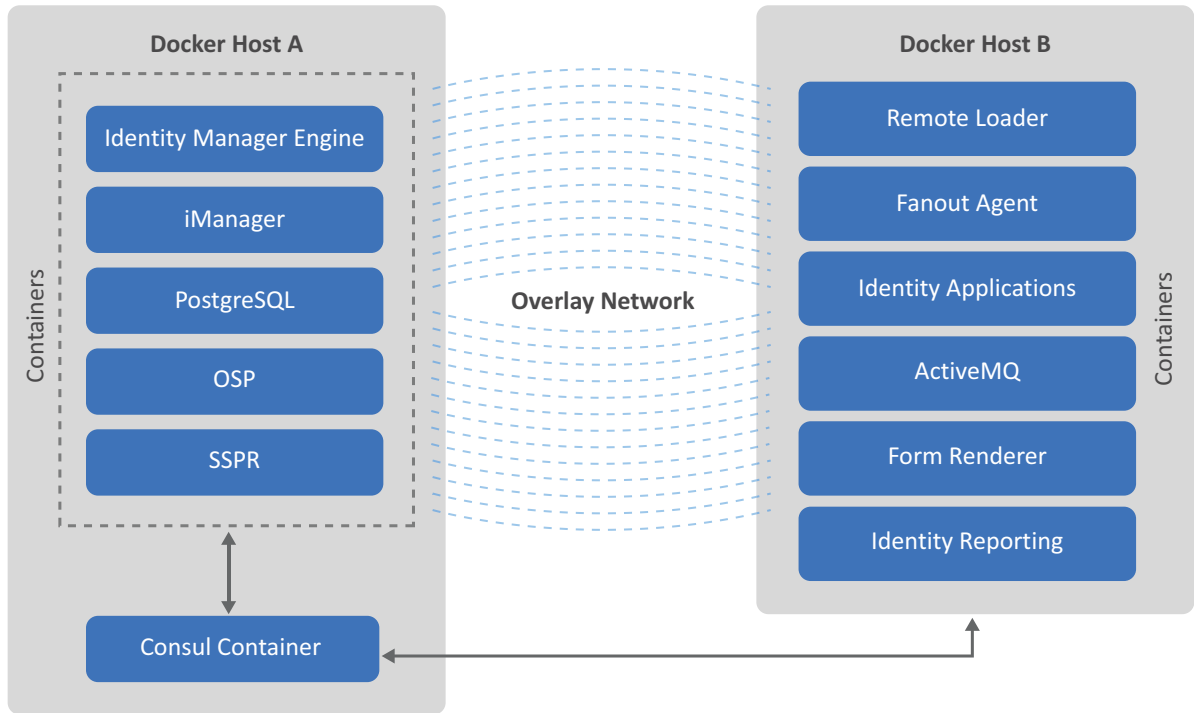 Docker Host A
Containers
Identity Manager Engine
iManager
PostgreSQL
OSP
SSPR
Consul Container
Overlay Network
Docker Host B
Remote Loader
Fanout Agent
Identity Applications
ActiveMQ
Form Renderer
Identity Reporting
Containers